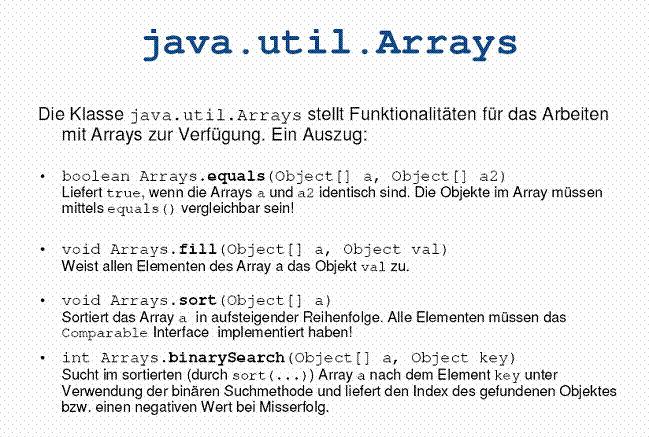 java.util.Arrays
Die Klasse java.util.Arrays stellt Funktionalitäten für das Arbeiten
mit Arrays zur Verfügung. Ein Auszug:
• boolean Arrays.equals(Object[] a, Object[] a2)
Liefert true, wenn die Arrays a und a2 identisch sind. Die Objekte im Array müssen
mittels equals() vergleichbar sein!
• void Arrays.fill(Object[] a, Object val)
Weist allen Elementen des Array a das Objekt val zu.
• void Arrays.sort(Object[] a)
Sortiert das Array a in aufsteigender Reihenfolge. Alle Elementen müssen das
Comparable Interface implementiert haben!
• int Arrays.binarySearch(Object[] a, Object key)
Sucht im sortierten (durch sort(...)) Array a nach dem Element key unter
Verwendung der binären Suchmethode und liefert den Index des gefundenen Objektes
bzw. einen negativen Wert bei Misserfolg.